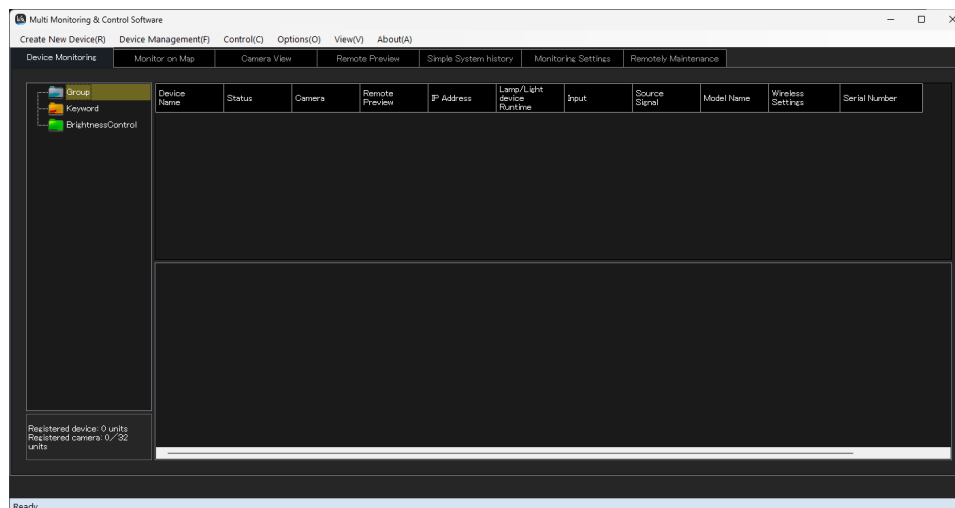 Multi Monitoring & Control Software
Create New Device(R) Device Management(F) Control(C) Options(O) View(V) About(A)
Device Monitoring Monitor on Map Camera View Remote Preview Simple System history Monitoring Settings Remotely Maintenance
Group
Keyword
BrightnessControl
Device
Name
Status
Camera
Remote
Preview
IP Address
Lamp/Light
device
Runtime
Input
Source
Signal
Model Name
Wireless
Settings
Serial Number
Registered device: 0 units
Registered camera: 0/32
units
Ready